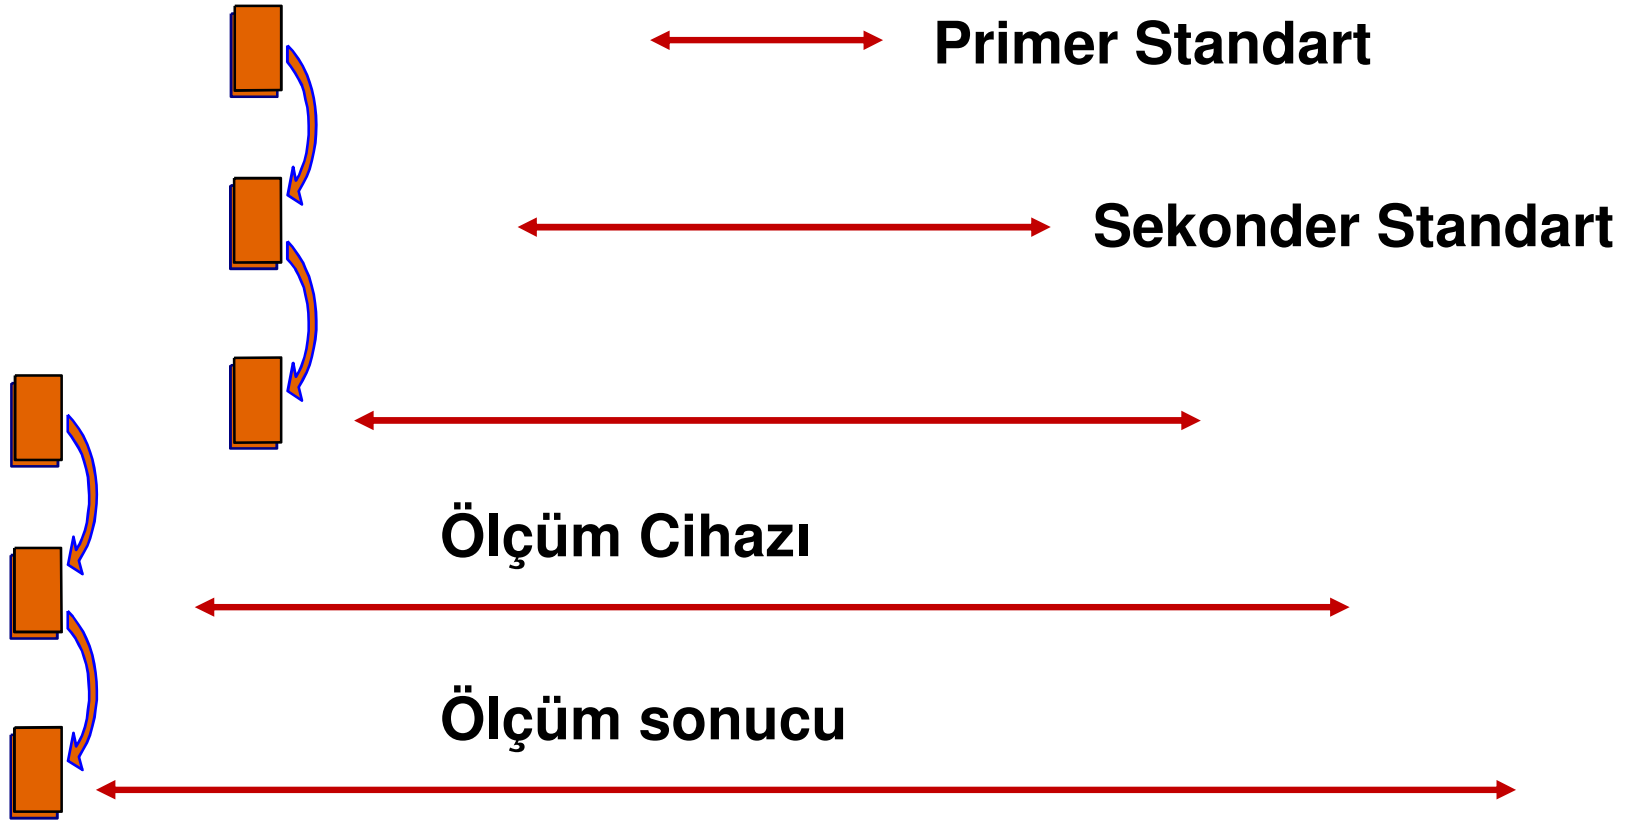 Primer Standart
Sekonder Standart
Ölçüm Cihazı
Ölçüm sonucu